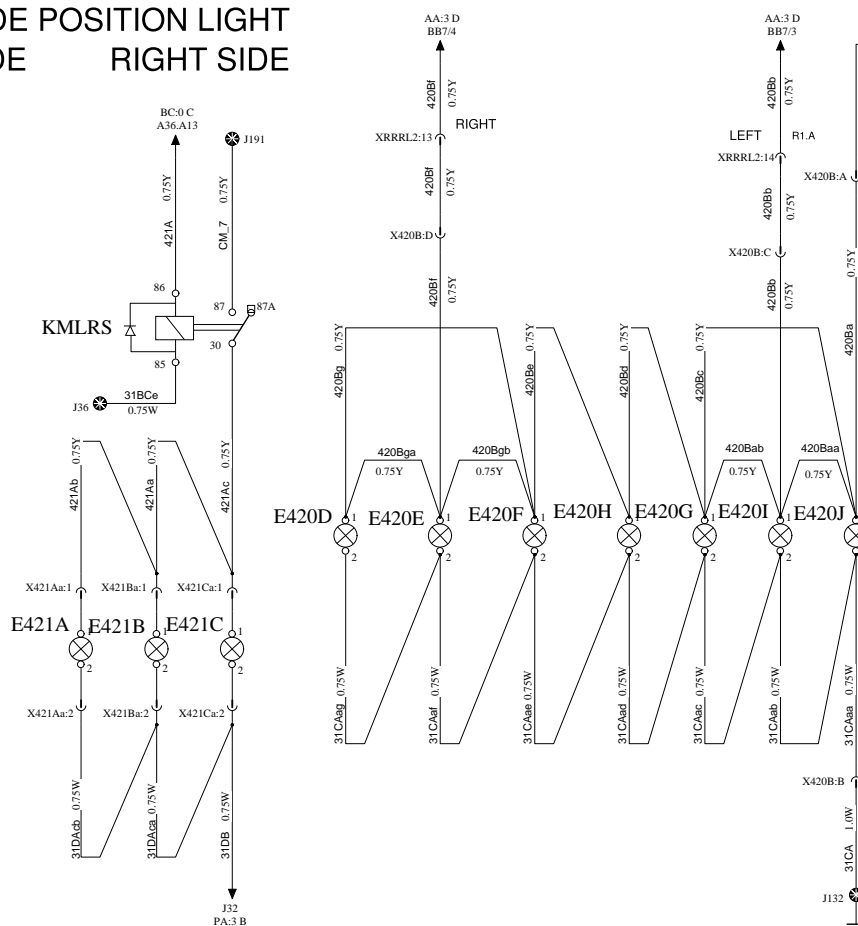 DE POSITION LIGHT
DE RIGHT SIDE
AA:3 D
BB7/4
AA:3 D
BB7/3
BC:0 C
A36.A13
J191
420Bf 0.75Y
420Bb 0.75Y
XRRRL2:13 RIGHT
LEFT R1.A
XRRRL2:14
X420B:A
421A 0.75Y
CM_7 0.75Y
420Bf 0.75Y
420Bb 0.75Y
X420B:D
X420B:C
420Ba 0.75Y
86
87 87A
KMLRS
30
85
420Bf 0.75Y
420Bb 0.75Y
31BCe
0.75W
J36
420Bg 0.75Y
420Be 0.75Y
420Bd 0.75Y
420Bc 0.75Y
421Ab 0.75Y
421Aa 0.75Y
421Ac 0.75Y
420Bga
0.75Y
420Bgb
0.75Y
420Bab
0.75Y
420Baa
0.75Y
E420D 1 2
E420E 1 2
E420F 1 2
E420H 1 2
E420G 1 2
E420I 1 2
E420J
X421Aa:1 X421Ba:1 X421Ca:1
E421A 1 2
E421B 1 2
E421C 1 2
X421Aa:2 X421Ba:2 X421Ca:2
31CAag 0.75W
31CAaf 0.75W
31CAae 0.75W
31CAad 0.75W
31CAac 0.75W
31CAab 0.75W
31CAaa 0.75W
X420B:B
31DAcb 0.75W
31DAca 0.75W
31DB 0.75W
31CA 1.0W
J132
J32
PA:3 B